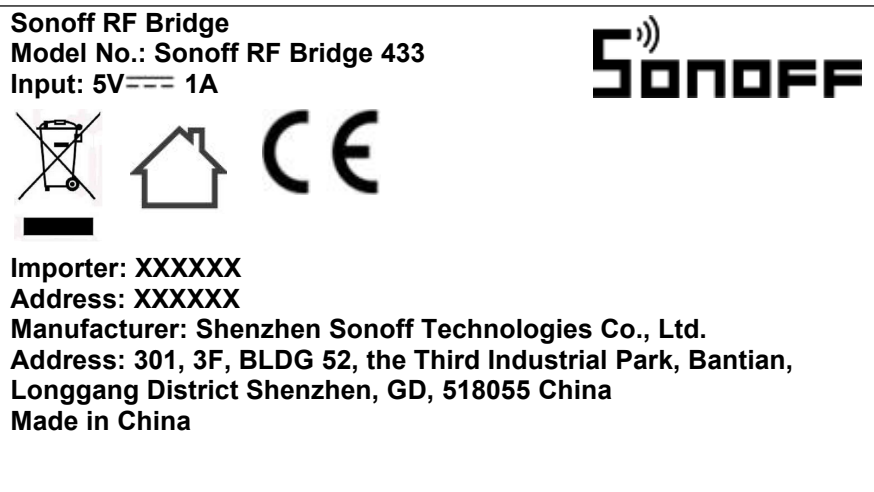 Sonoff RF Bridge
Model No.: Sonoff RF Bridge 433
SONOFF
Input: 5V⎓ 1A
CE
Importer: XXXXXX
Address: XXXXXX
Manufacturer: Shenzhen Sonoff Technologies Co., Ltd.
Address: 301, 3F, BLDG 52, the Third Industrial Park, Bantian,
Longgang District Shenzhen, GD, 518055 China
Made in China